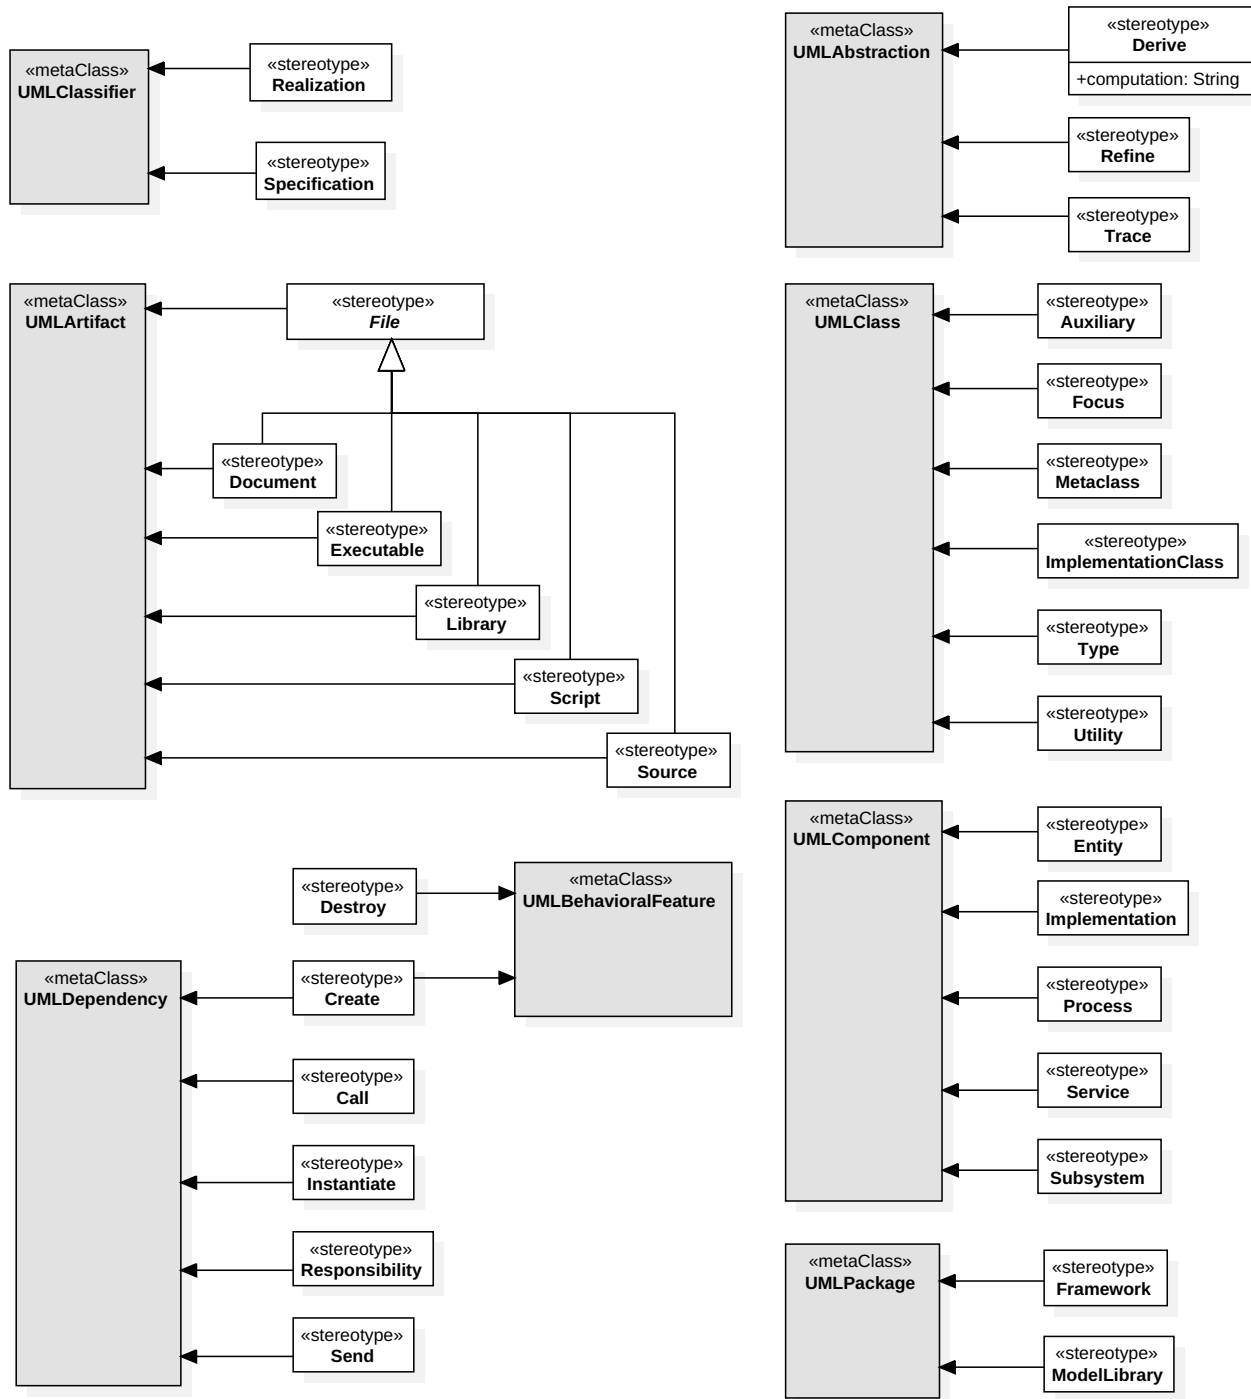 «metaClass»
UMLClassifier
«stereotype»
Realization
«stereotype»
Specification
«metaClass»
UMLAbstraction
«stereotype»
Derive
+computation: String
«stereotype»
Refine
«stereotype»
Trace
«metaClass»
UMLArtifact
«stereotype»
File
«stereotype»
Document
«stereotype»
Executable
«stereotype»
Library
«stereotype»
Script
«stereotype»
Source
«metaClass»
UMLClass
«stereotype»
Auxiliary
«stereotype»
Focus
«stereotype»
Metaclass
«stereotype»
ImplementationClass
«stereotype»
Type
«stereotype»
Utility
«stereotype»
Destroy
«metaClass»
UMLBehavioralFeature
«metaClass»
UMLDependency
«stereotype»
Create
«stereotype»
Call
«stereotype»
Instantiate
«stereotype»
Responsibility
«stereotype»
Send
«metaClass»
UMLComponent
«stereotype»
Entity
«stereotype»
Implementation
«stereotype»
Process
«stereotype»
Service
«stereotype»
Subsystem
«metaClass»
UMLPackage
«stereotype»
Framework
«stereotype»
ModelLibrary